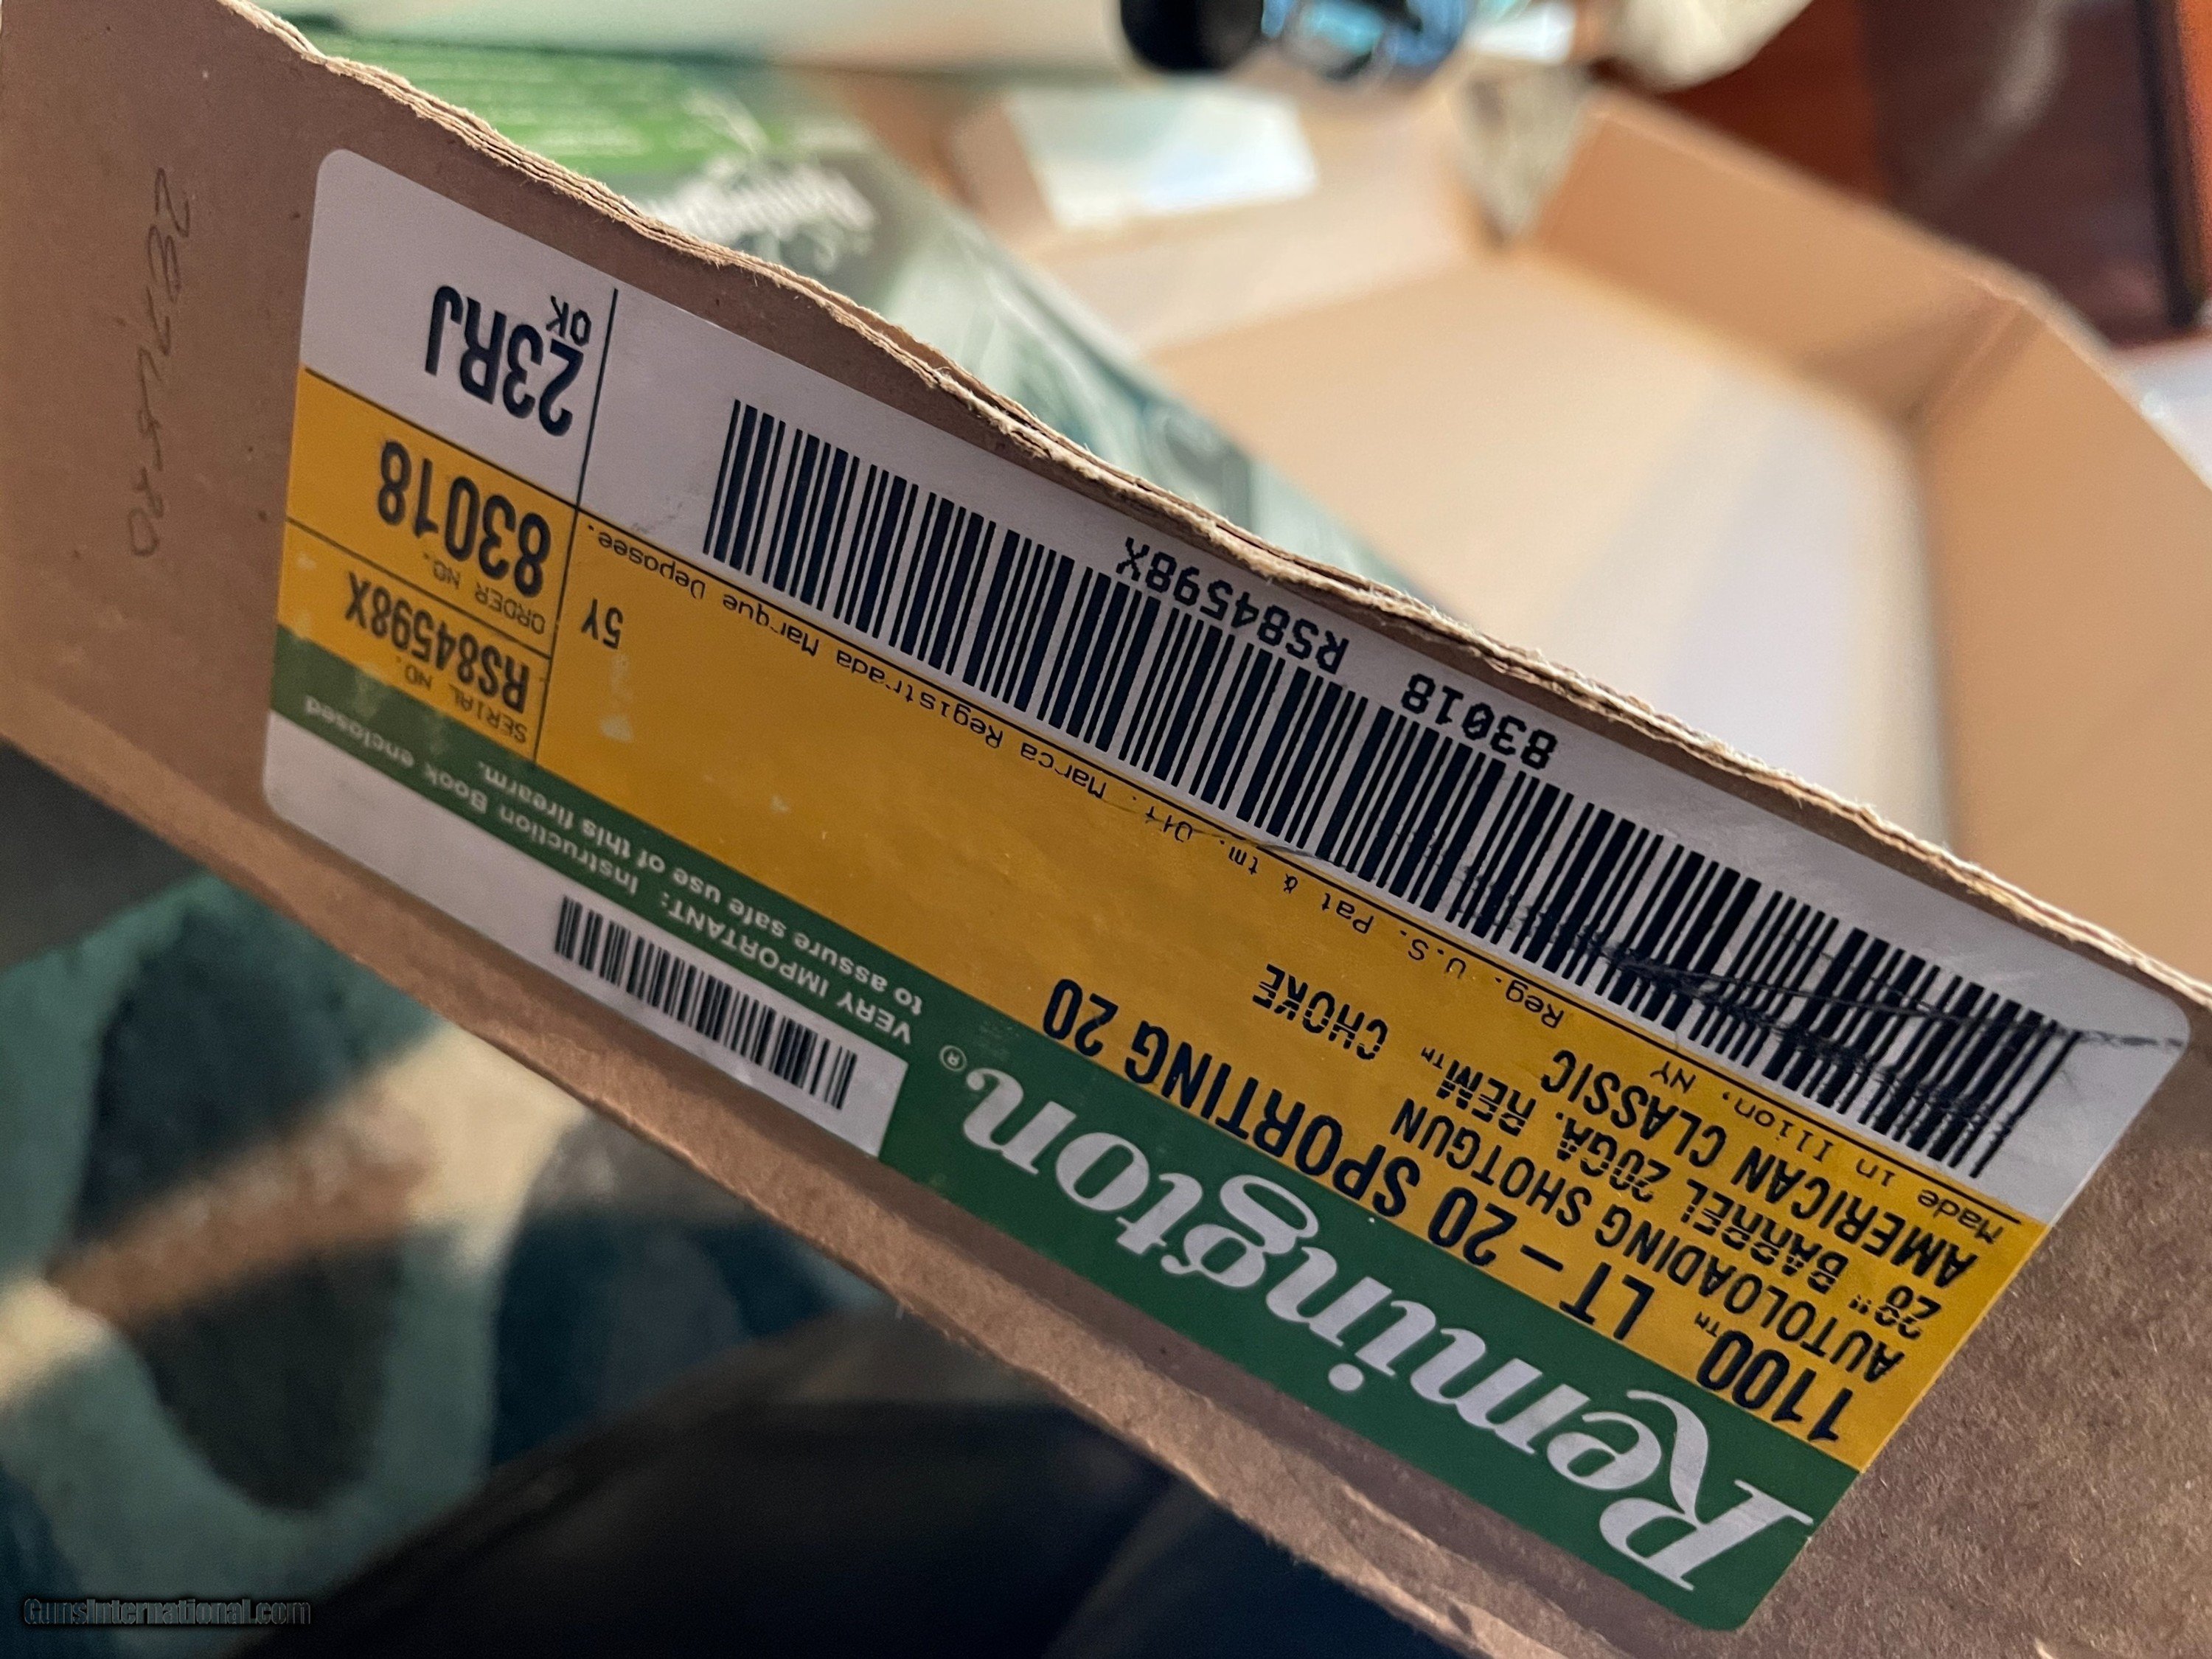 Remington®
1100™ LT-20 SPORTING 20
AUTOLOADING SHOTGUN
28" BARREL 20GA. REM™ CHOKE
AMERICAN CLASSIC
Made in Ilion, NY Reg. U.S. Pat & tm. Off. Marca Registrada Marque Deposee.
83018 RS84598X
VERY IMPORTANT: Instruction Book enclosed
to assure safe use of this firearm.
SERIAL NO.
RS84598X
ORDER NO.
83018
5Y
23RJ
OK
GunsInternational.com